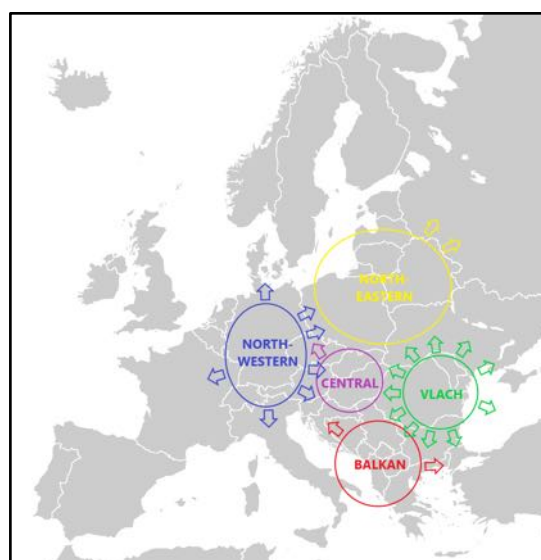 NORTH-
EASTERN
NORTH-
WESTERN
CENTRAL
VLACH
BALKAN